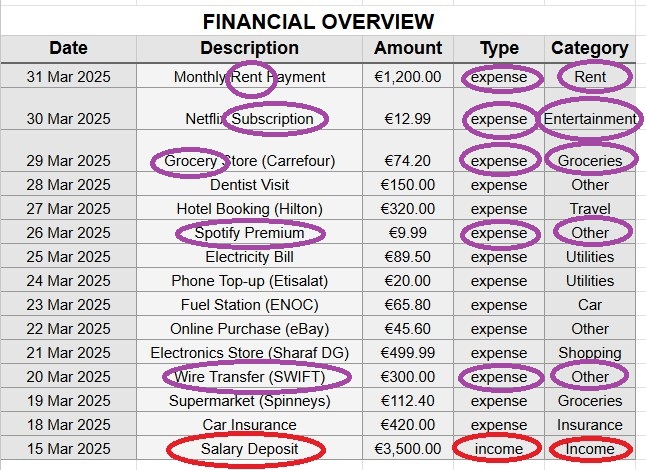 FINANCIAL OVERVIEW
Date Description Amount Type Category
31 Mar 2025 Monthly Rent Payment €1,200.00 expense Rent
30 Mar 2025 Netflix Subscription €12.99 expense Entertainment
29 Mar 2025 Grocery Store (Carrefour) €74.20 expense Groceries
28 Mar 2025 Dentist Visit €150.00 expense Other
27 Mar 2025 Hotel Booking (Hilton) €320.00 expense Travel
26 Mar 2025 Spotify Premium €9.99 expense Other
25 Mar 2025 Electricity Bill €89.50 expense Utilities
24 Mar 2025 Phone Top-up (Etisalat) €20.00 expense Utilities
23 Mar 2025 Fuel Station (ENOC) €65.80 expense Car
22 Mar 2025 Online Purchase (eBay) €45.60 expense Other
21 Mar 2025 Electronics Store (Sharaf DG) €499.99 expense Shopping
20 Mar 2025 Wire Transfer (SWIFT) €300.00 expense Other
19 Mar 2025 Supermarket (Spinneys) €112.40 expense Groceries
18 Mar 2025 Car Insurance €420.00 expense Insurance
15 Mar 2025 Salary Deposit €3,500.00 income Income